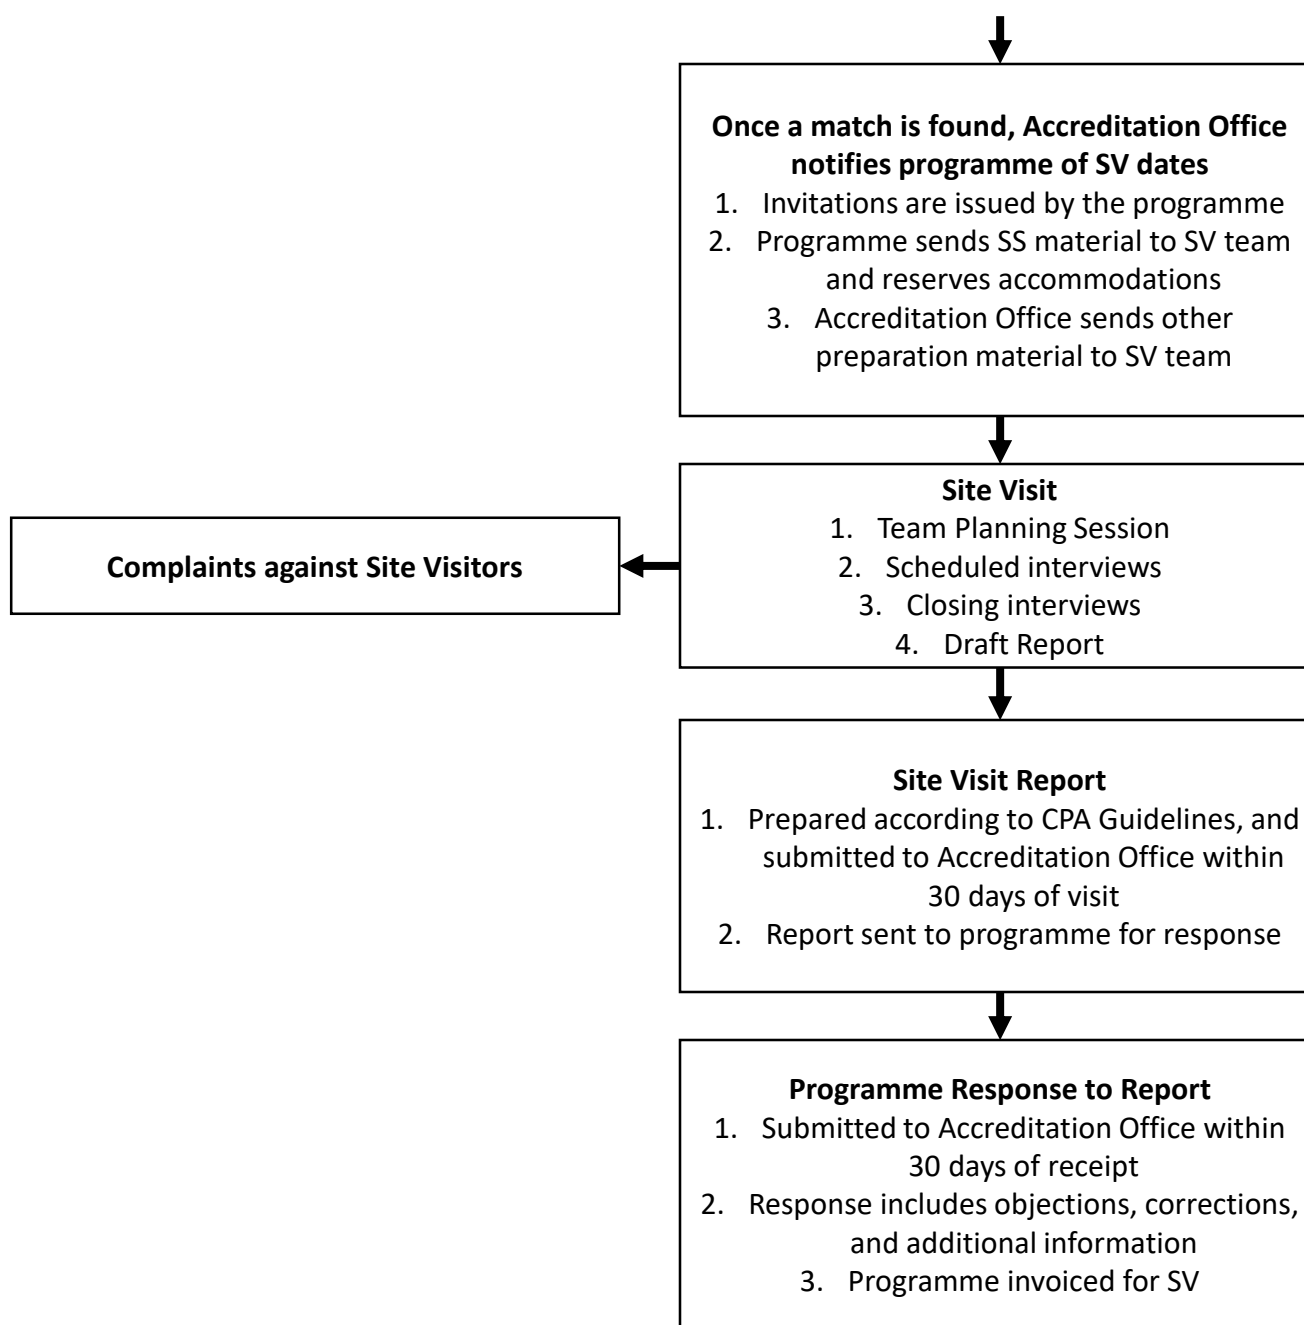 Once a match is found, Accreditation Office
notifies programme of SV dates
1. Invitations are issued by the programme
2. Programme sends SS material to SV team
and reserves accommodations
3. Accreditation Office sends other
preparation material to SV team
Site Visit
1. Team Planning Session
2. Scheduled interviews
3. Closing interviews
4. Draft Report
Complaints against Site Visitors
Site Visit Report
1. Prepared according to CPA Guidelines, and
submitted to Accreditation Office within
30 days of visit
2. Report sent to programme for response
Programme Response to Report
1. Submitted to Accreditation Office within
30 days of receipt
2. Response includes objections, corrections,
and additional information
3. Programme invoiced for SV